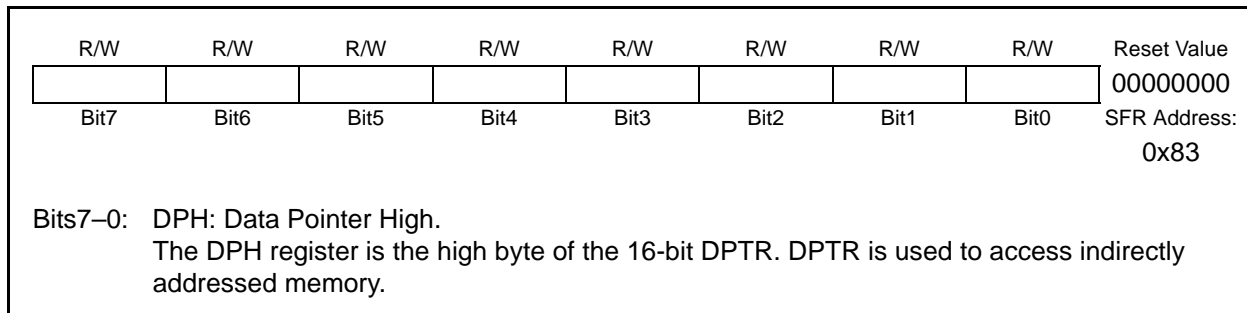 R/W R/W R/W R/W R/W R/W R/W R/W Reset Value
00000000
Bit7 Bit6 Bit5 Bit4 Bit3 Bit2 Bit1 Bit0 SFR Address:
0x83
Bits7–0: DPH: Data Pointer High.
The DPH register is the high byte of the 16-bit DPTR. DPTR is used to access indirectly
addressed memory.